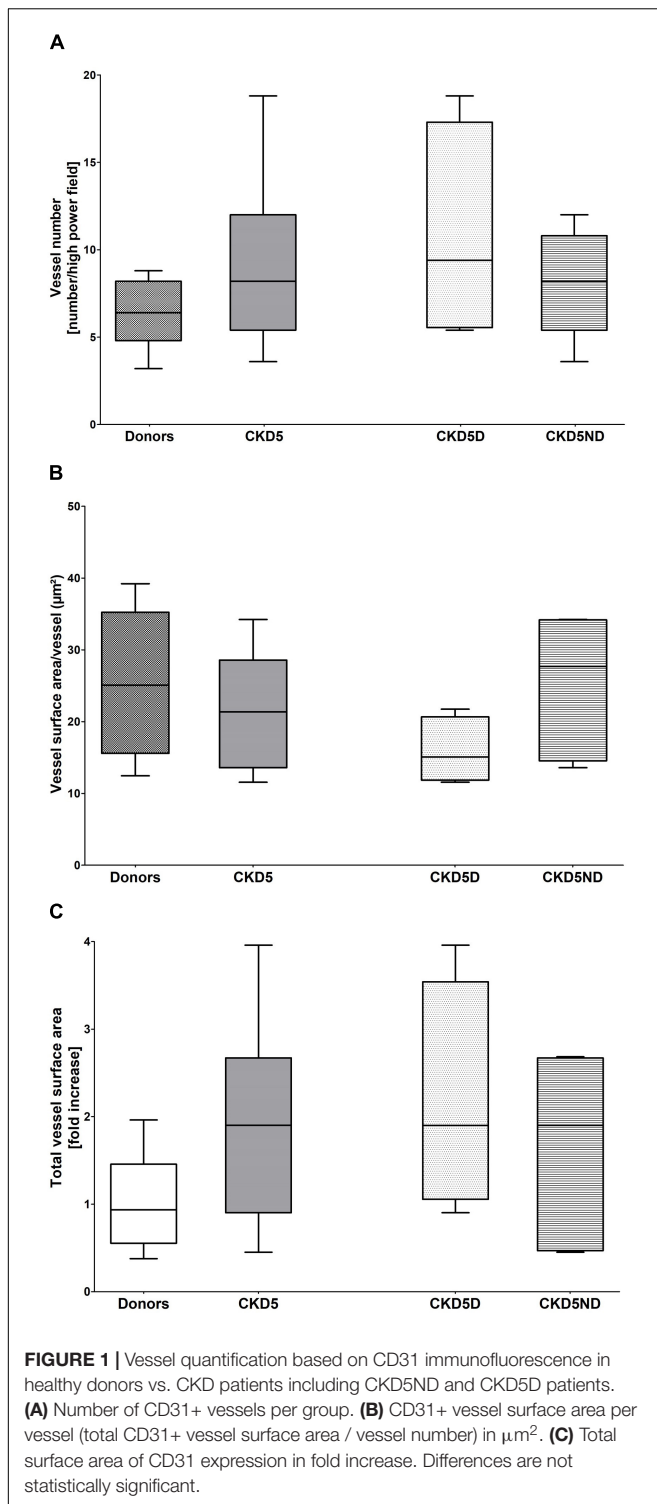 A
Vessel number
[number/high power field]
20
15
10
5
0
Donors CKD5 CKD5D CKD5ND
B
Vessel surface area/vessel (µm²)
50
40
30
20
10
0
Donors CKD5 CKD5D CKD5ND
C
Total vessel surface area
[fold increase]
4
3
2
1
0
Donors CKD5 CKD5D CKD5ND
FIGURE 1 | Vessel quantification based on CD31 immunofluorescence in
healthy donors vs. CKD patients including CKD5ND and CKD5D patients.
(A) Number of CD31+ vessels per group. (B) CD31+ vessel surface area per
vessel (total CD31+ vessel surface area / vessel number) in μm². (C) Total
surface area of CD31 expression in fold increase. Differences are not
statistically significant.